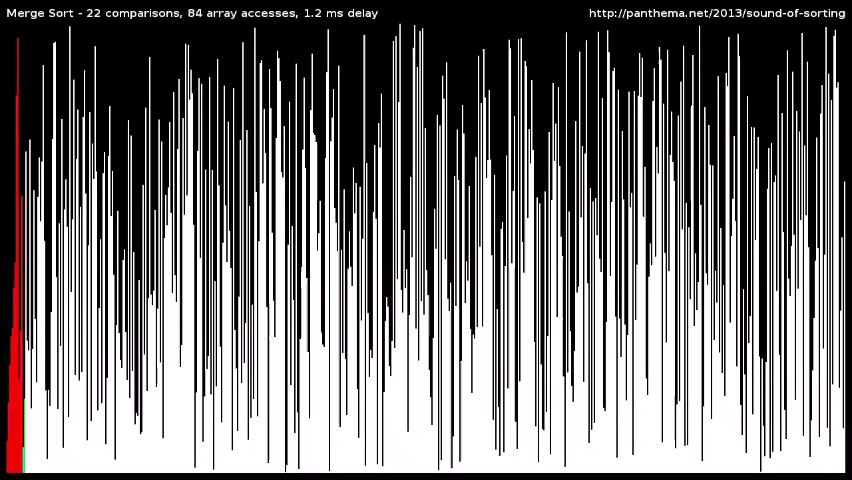 Merge Sort - 22 comparisons, 84 array accesses, 1.2 ms delay
http://panthema.net/2013/sound-of-sorting